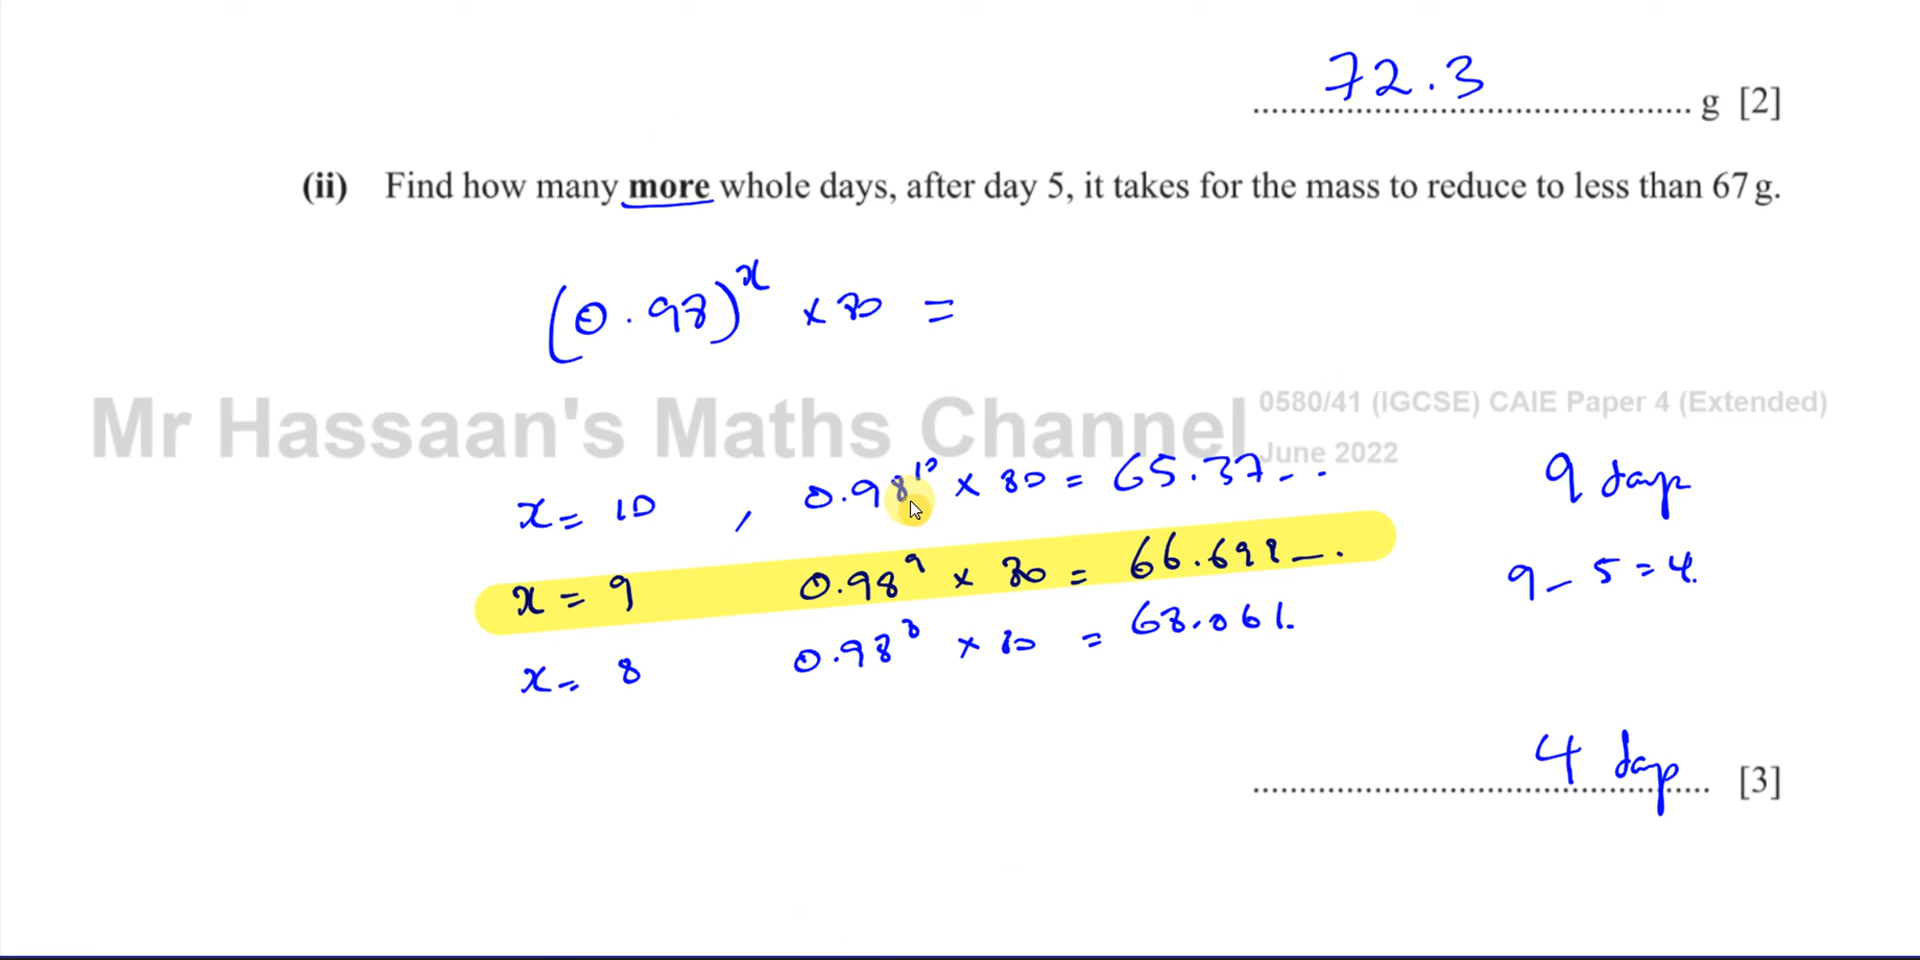 72.3
g [2]
(ii) Find how many more whole days, after day 5, it takes for the mass to reduce to less than 67 g.
(0.98)^x × 80 =
Mr Hassaan's Maths Channel
0580/41 (IGCSE) CAIE Paper 4 (Extended)
June 2022
x = 10 , 0.98^10 × 80 = 65.37...
9 days
x = 9 0.98^9 × 80 = 66.699_.
9 - 5 = 4.
x = 8 0.98^8 × 80 = 68.061.
4 days
[3]